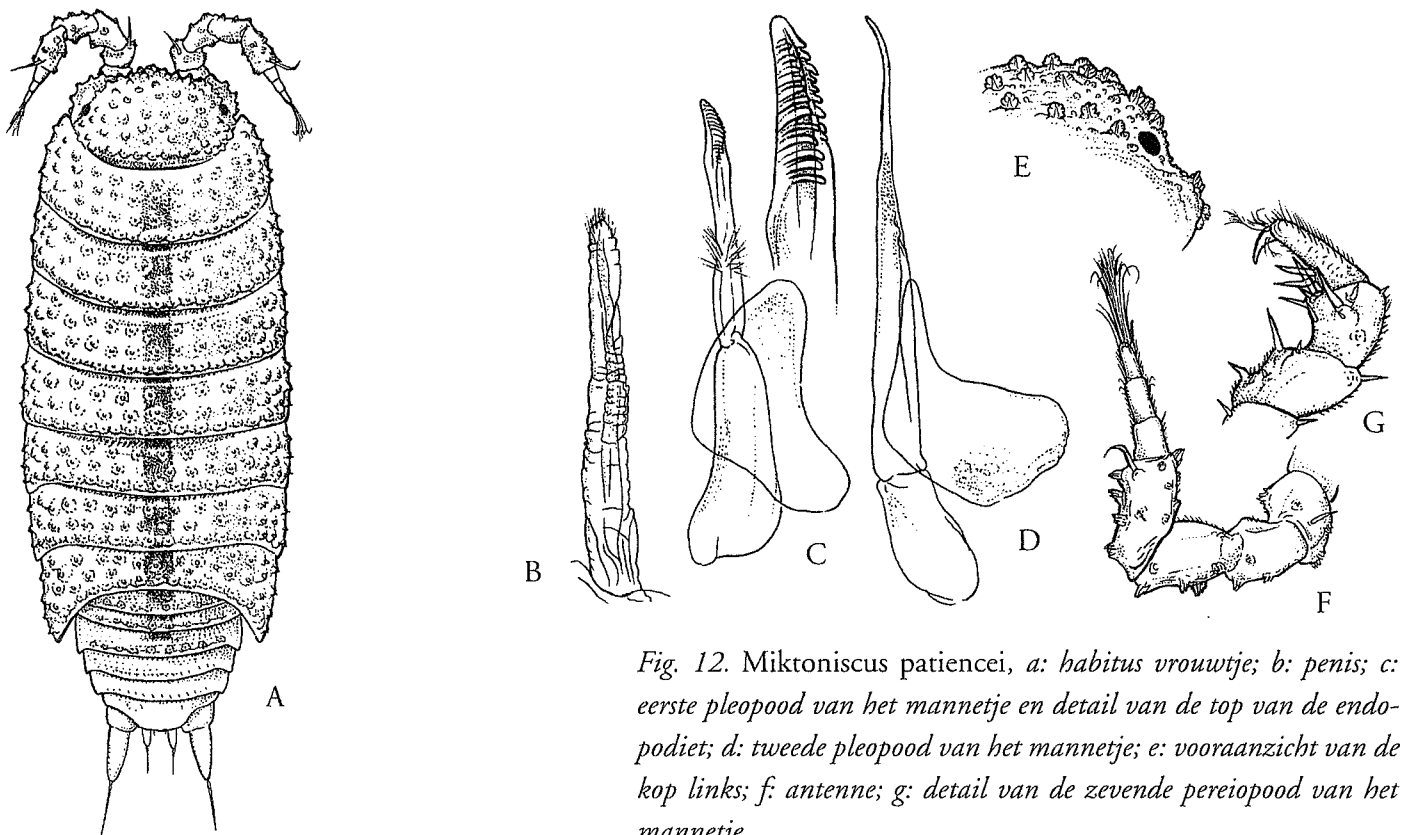 E
G
B
C
D
F
A
Fig. 12. Miktoniscus patiencei, a: habitus vrouwtje; b: penis; c:
eerste pleopood van het mannetje en detail van de top van de endo-
podiet; d: tweede pleopood van het mannetje; e: vooraanzicht van de
kop links; f: antenne; g: detail van de zevende pereiopood van het
mannetje